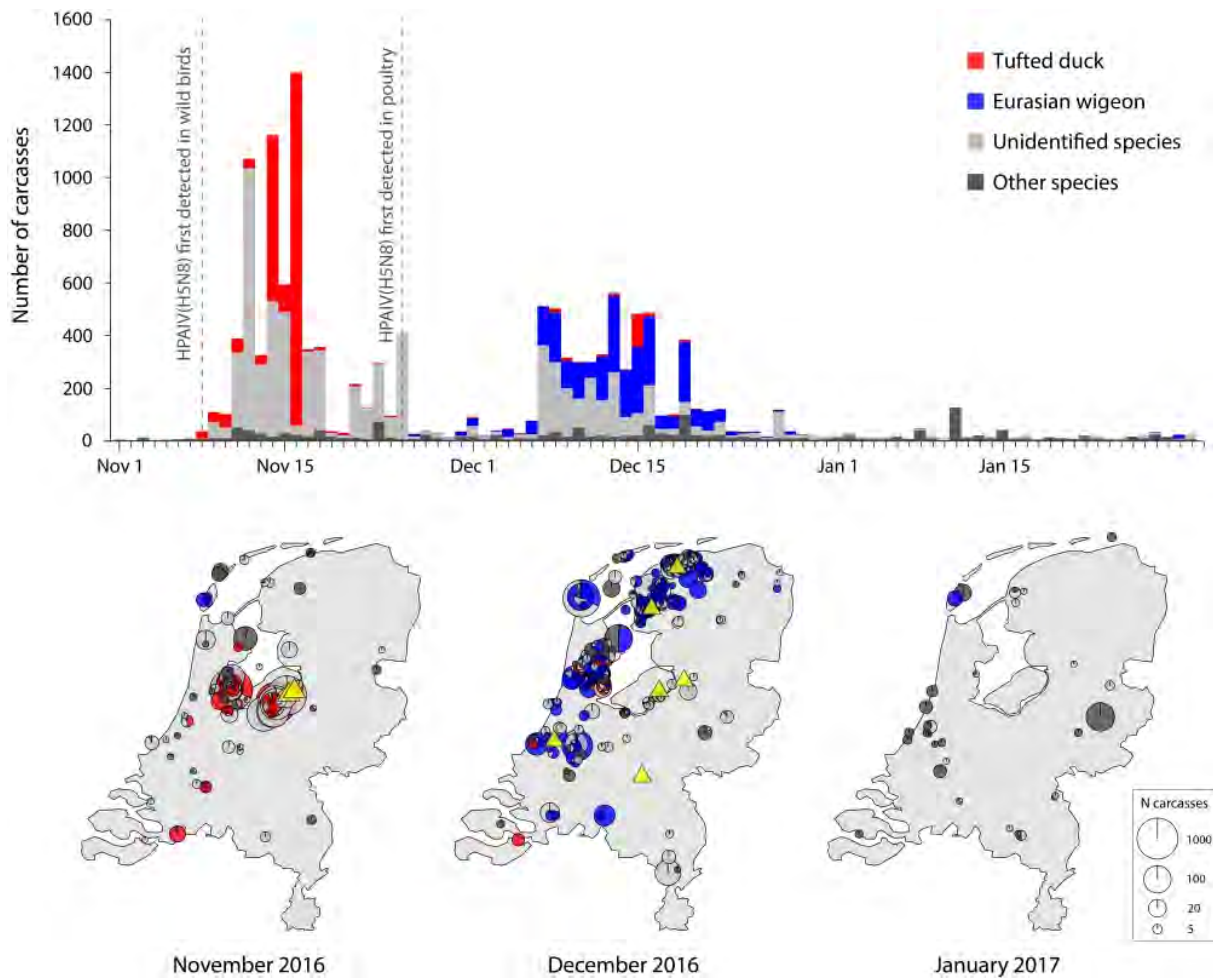 1600
1400
1200
1000
800
600
400
200
0
Number of carcasses
HPAIV(H5N8) first detected in wild birds
HPAIV(H5N8) first detected in poultry
Tufted duck
Eurasian wigeon
Unidentified species
Other species
Nov 1
Nov 15
Dec 1
Dec 15
Jan 1
Jan 15
N carcasses
1000
100
20
5
November 2016
December 2016
January 2017